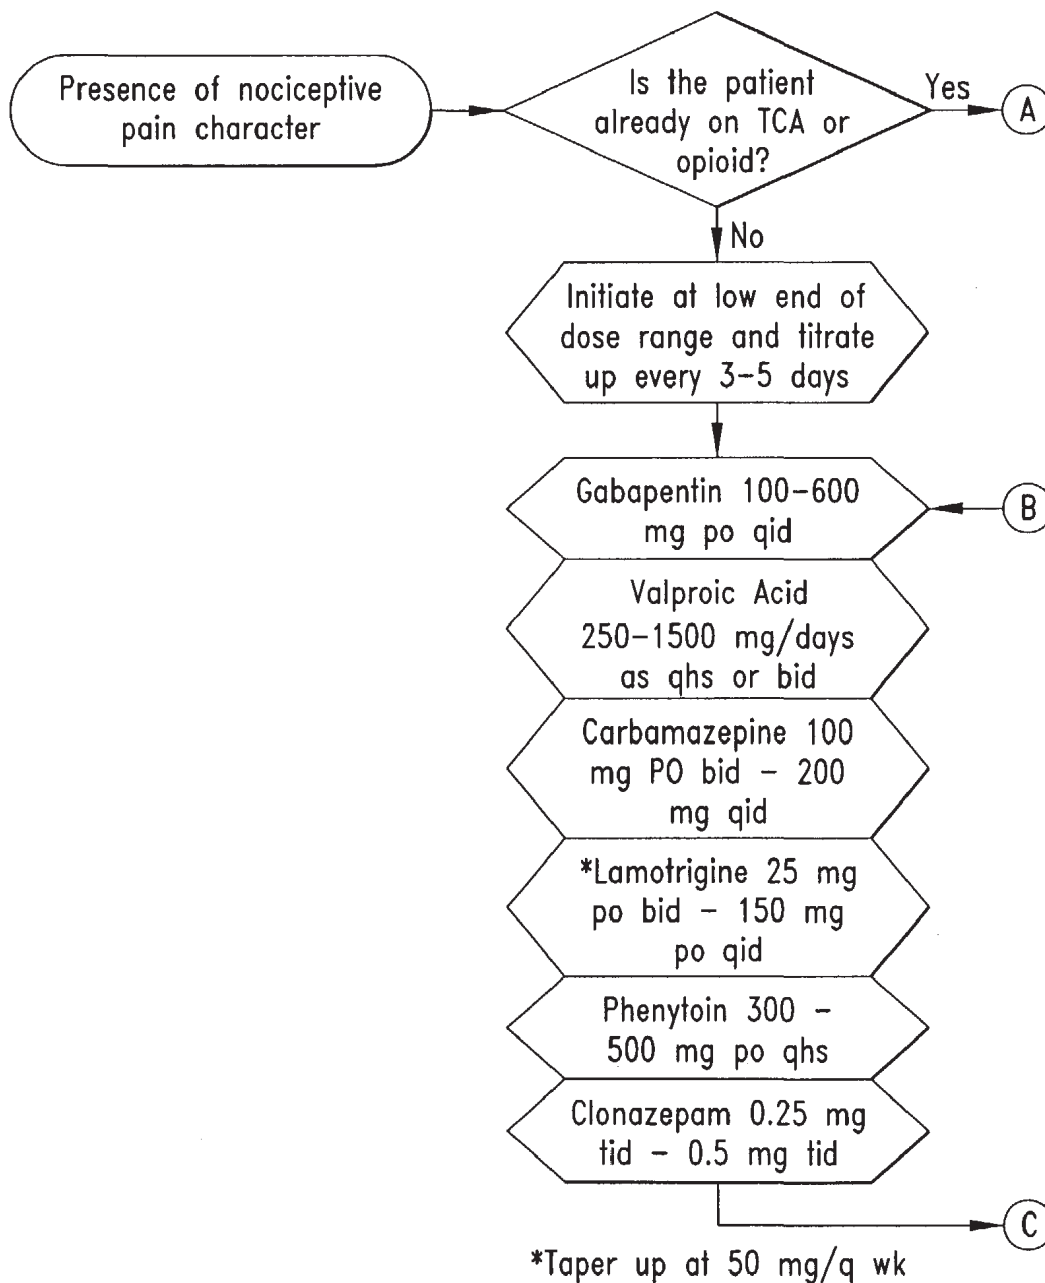 Presence of nociceptive
pain character
Is the patient
already on TCA or
opioid?
Yes
A
No
Initiate at low end of
dose range and titrate
up every 3-5 days
Gabapentin 100-600
mg po qid
B
Valproic Acid
250-1500 mg/days
as qhs or bid
Carbamazepine 100
mg PO bid - 200
mg qid
*Lamotrigine 25 mg
po bid - 150 mg
po qid
Phenytoin 300 -
500 mg po qhs
Clonazepam 0.25 mg
tid - 0.5 mg tid
C
*Taper up at 50 mg/q wk